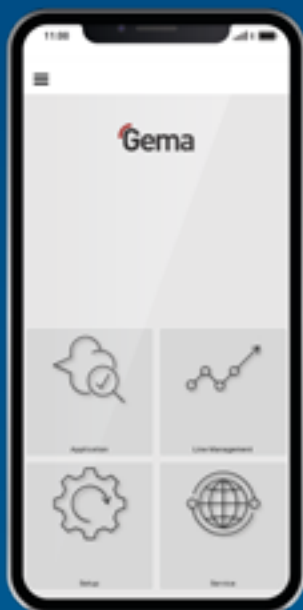 11:00
Gema
Application
Line Management
Setup
Service